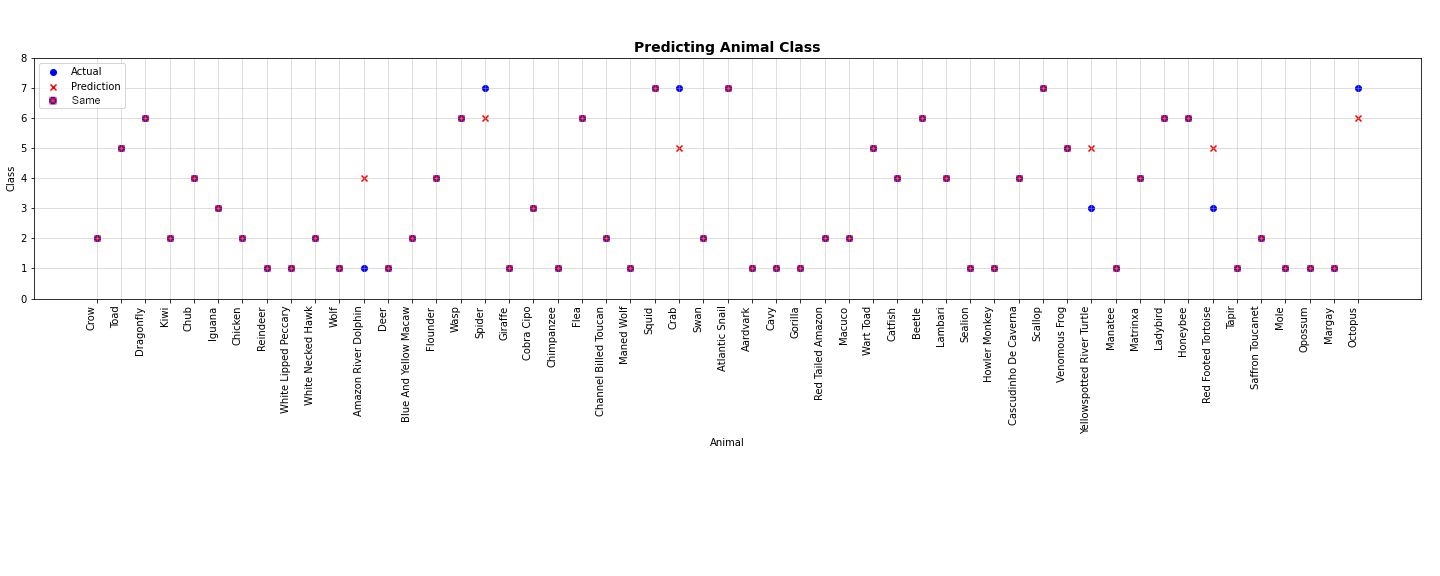 Predicting Animal Class
Actual
Prediction
Same
8
7
6
5
4
3
2
1
0
Class
Crow
Toad
Dragonfly
Kiwi
Chub
Iguana
Chicken
Reindeer
White Lipped Peccary
White Necked Hawk
Wolf
Amazon River Dolphin
Deer
Blue And Yellow Macaw
Flounder
Wasp
Spider
Giraffe
Cobra Cipo
Chimpanzee
Flea
Channel Billed Toucan
Maned Wolf
Squid
Crab
Swan
Atlantic Snail
Aardvark
Cavy
Gorilla
Red Tailed Amazon
Macuco
Wart Toad
Catfish
Beetle
Lambari
Sealion
Howler Monkey
Cascudinho De Caverna
Scallop
Venomous Frog
Yellowspotted River Turtle
Manatee
Matrinxa
Ladybird
Honeybee
Red Footed Tortoise
Tapir
Saffron Toucanet
Mole
Opossum
Margay
Octopus
Animal